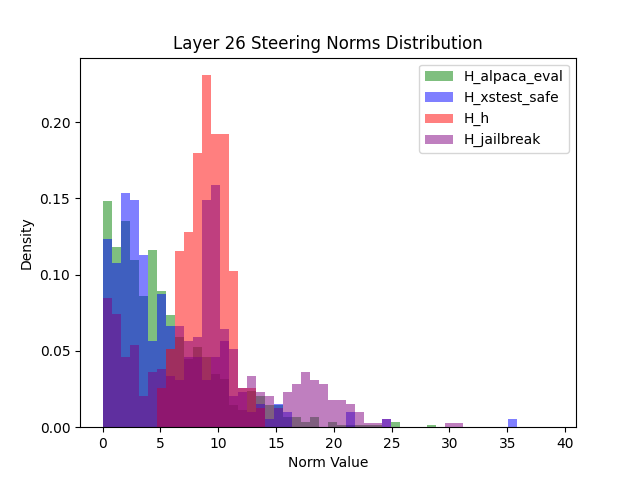 Layer 26 Steering Norms Distribution
H_alpaca_eval
H_xstest_safe
H_h
H_jailbreak
Density
0.20
0.15
0.10
0.05
0.00
0 5 10 15 20 25 30 35 40
Norm Value